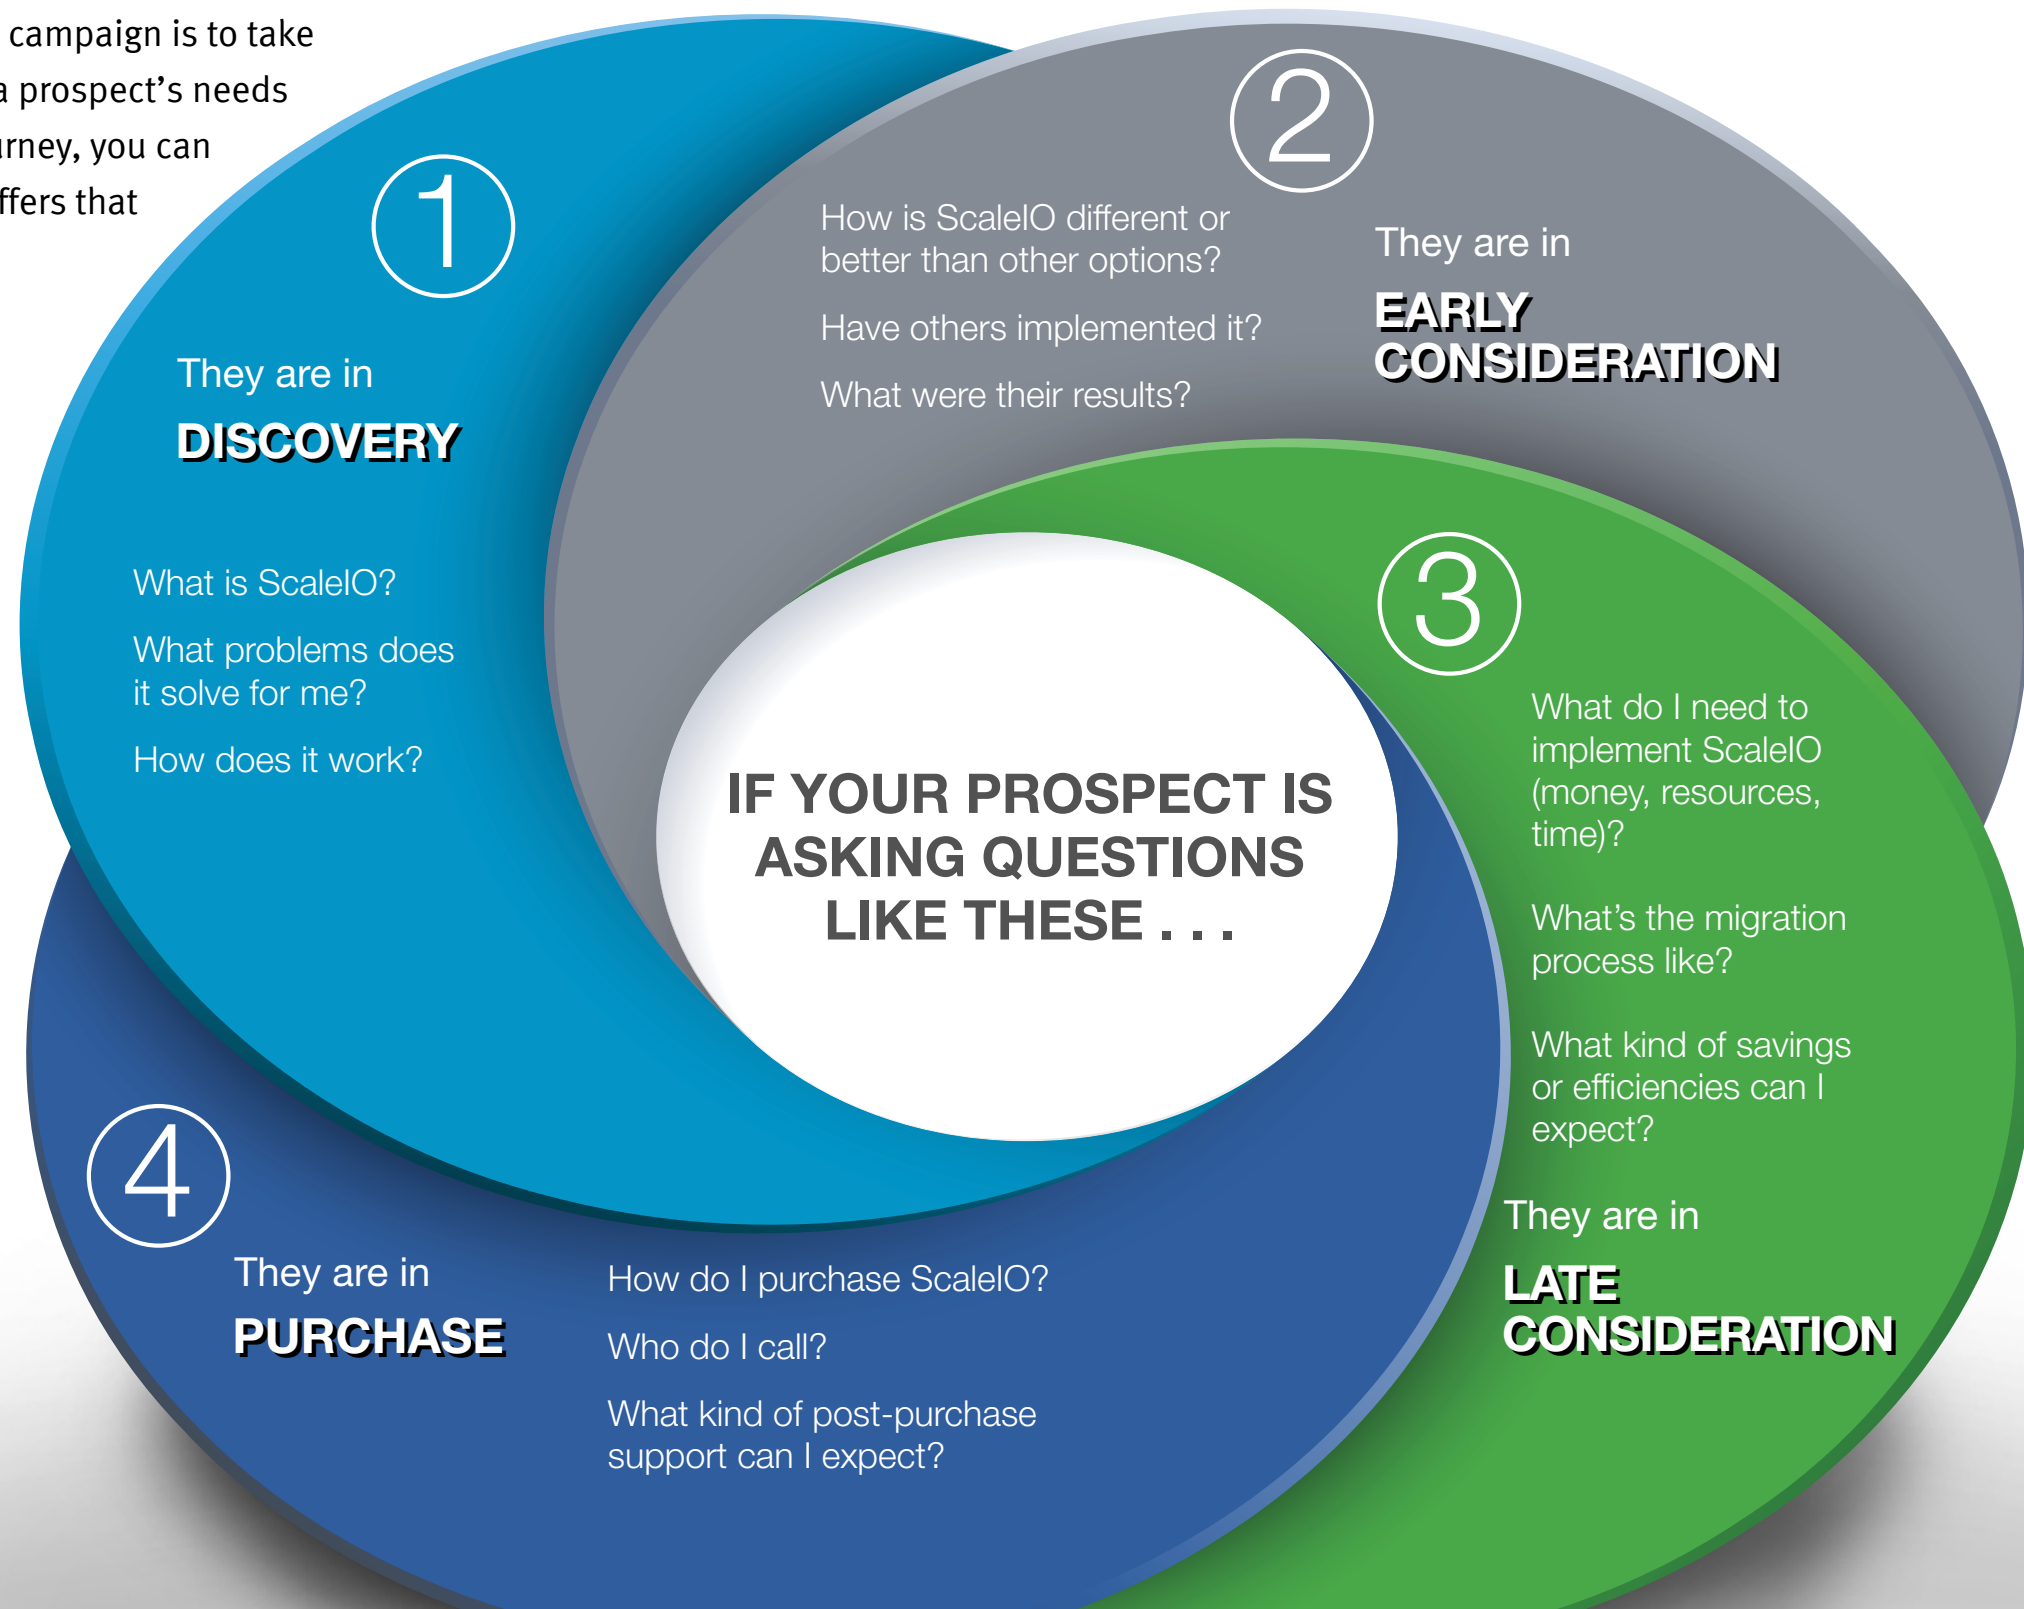 campaign is to take
a prospect's needs
urney, you can
ffers that
1
They are in
DISCOVERY
What is ScaleIO?
What problems does
it solve for me?
How does it work?
2
How is ScaleIO different or
better than other options?
Have others implemented it?
What were their results?
They are in
EARLY
CONSIDERATION
IF YOUR PROSPECT IS
ASKING QUESTIONS
LIKE THESE . . .
3
What do I need to
implement ScaleIO
(money, resources,
time)?
What's the migration
process like?
What kind of savings
or efficiencies can I
expect?
They are in
LATE
CONSIDERATION
4
They are in
PURCHASE
How do I purchase ScaleIO?
Who do I call?
What kind of post-purchase
support can I expect?